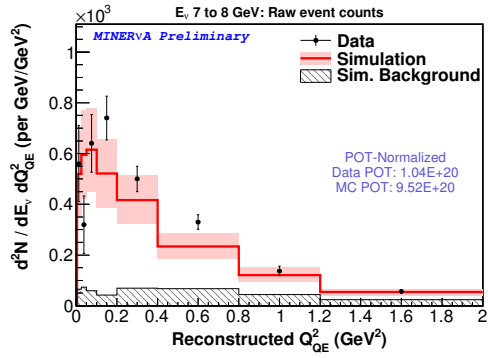 E_ν 7 to 8 GeV: Raw event counts
×10³
MINERνA Preliminary
Data
Simulation
Sim. Background
POT-Normalized
Data POT: 1.04E+20
MC POT: 9.52E+20
d²N / dE_ν dQ²_QE (per GeV/GeV²)
1
0.8
0.6
0.4
0.2
0
0 0.2 0.4 0.6 0.8 1 1.2 1.4 1.6 1.8 2
Reconstructed Q²_QE (GeV²)